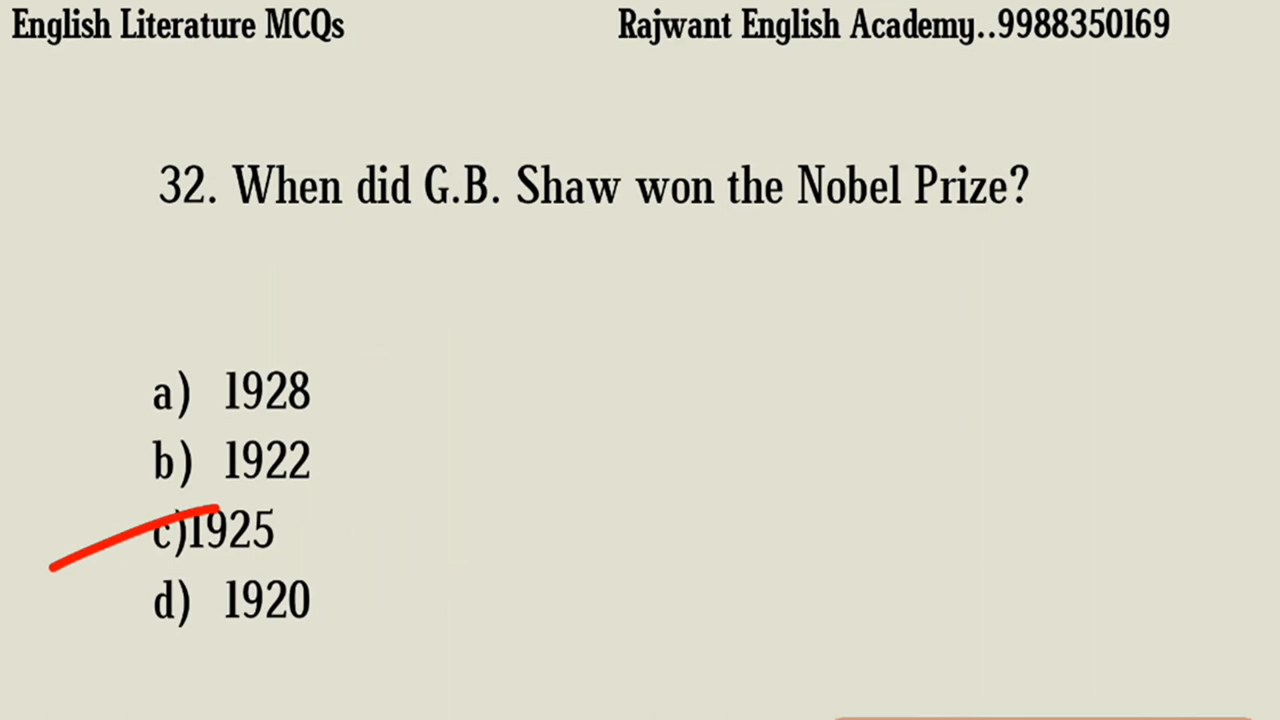 English Literature MCQs Rajwant English Academy..9988350169
32. When did G.B. Shaw won the Nobel Prize?
a) 1928
b) 1922
c)1925
d) 1920